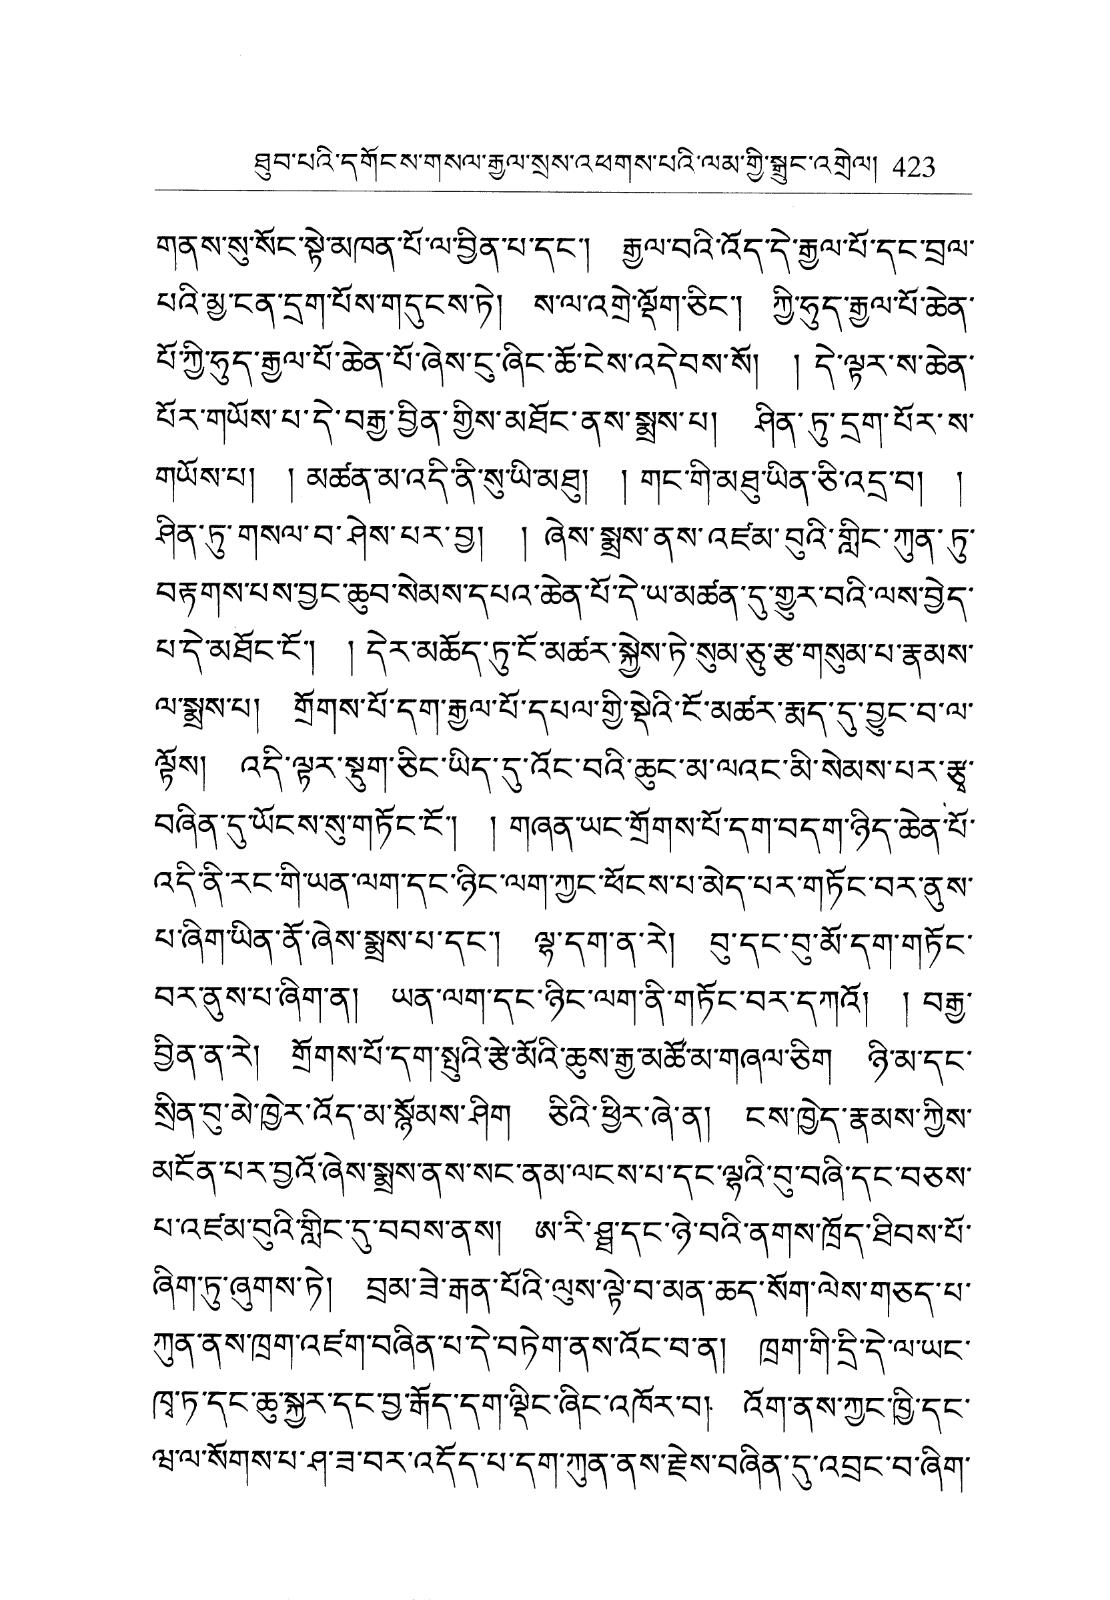 ཐུབ་པའི་དགོངས་གསལ་རྒྱལ་སྲས་འཕགས་པའི་ལམ་གྱི་སྒྲུང་འགྲེལ། 423
གནས་སུ་སོང་སྟེ་མཁན་པོ་ལ་བྱིན་པ་དང་། རྒྱལ་བའི་འོད་དེ་རྒྱལ་པོ་དང་བྲལ་
པའི་མྱ་ངན་དྲག་པོས་གདུངས་ཏེ། ས་ལ་འགྲེ་ལྡོག་ཅིང་། ཀྱི་ཧུད་རྒྱལ་པོ་ཆེན་
པོ་ཀྱི་ཧུད་རྒྱལ་པོ་ཆེན་པོ་ཞེས་ངུ་ཞིང་ཆོ་ངེས་འདེབས་སོ། ། དེ་ལྟར་ས་ཆེན་
པོར་གཡོས་པ་དེ་བརྒྱ་བྱིན་གྱིས་མཐོང་ནས་སྨྲས་པ། ཤིན་ཏུ་དྲག་པོར་ས་
གཡོས་པ། ། མཚན་མ་འདི་ནི་སུ་ཡི་མཐུ། ། གང་གི་མཐུ་ཡིན་ཅི་འདྲ་བ། །
ཤིན་ཏུ་གསལ་བ་ཤེས་པར་བྱ། ། ཞེས་སྨྲས་ནས་འཛམ་བུའི་གླིང་ཀུན་ཏུ་
བརྟགས་པས་བྱང་ཆུབ་སེམས་དཔའ་ཆེན་པོ་དེ་ཡ་མཚན་དུ་གྱུར་བའི་ལས་བྱེད་
པ་དེ་མཐོང་ངོ་། ། དེར་མཆོད་ཏུ་ངོ་མཚར་སྐྱེས་ཏེ་སུམ་ཅུ་རྩ་གསུམ་པ་རྣམས་
ལ་སྨྲས་པ། གྲོགས་པོ་དག་རྒྱལ་པོ་དཔལ་གྱི་སྡེའི་ངོ་མཚར་རྨད་དུ་བྱུང་བ་ལ་
ལྟོས། འདི་ལྟར་སྡུག་ཅིང་ཡིད་དུ་འོང་བའི་ཆུང་མ་ལའང་མི་སེམས་པར་རྩྭ་
བཞིན་དུ་ཡོངས་སུ་གཏོང་ངོ་། ། གཞན་ཡང་གྲོགས་པོ་དག་བདག་ཉིད་ཆེན་པོ་
འདི་ནི་རང་གི་ཡན་ལག་དང་ཉིང་ལག་ཀྱང་ཕོངས་པ་མེད་པར་གཏོང་བར་ནུས་
པ་ཞིག་ཡིན་ནོ་ཞེས་སྨྲས་པ་དང་། ལྷ་དག་ན་རེ། བུ་དང་བུ་མོ་དག་གཏོང་
བར་ནུས་པ་ཞིག་ན། ཡན་ལག་དང་ཉིང་ལག་ནི་གཏོང་བར་དཀའོ། ། བརྒྱ་
བྱིན་ན་རེ། གྲོགས་པོ་དག་སྤུའི་རྩེ་མོའི་ཆུས་རྒྱ་མཚོ་མ་གཞལ་ཅིག ཉི་མ་དང་
སྲིན་བུ་མེ་ཁྱེར་འོད་མ་སྙོམས་ཤིག ཅིའི་ཕྱིར་ཞེ་ན། ངས་ཁྱེད་རྣམས་ཀྱིས་
མངོན་པར་བྱའོ་ཞེས་སྨྲས་ནས་སང་ནམ་ལངས་པ་དང་ལྷའི་བུ་བཞི་དང་བཅས་
པ་འཛམ་བུའི་གླིང་དུ་བབས་ནས། ཨ་རི་ཥྛ་དང་ཉེ་བའི་ནགས་ཁྲོད་ཐིབས་པོ་
ཞིག་ཏུ་ཞུགས་ཏེ། བྲམ་ཟེ་རྒན་པོའི་ལུས་ལྟེ་བ་མན་ཆད་སོག་ལེས་གཅད་པ་
ཀུན་ནས་ཁྲག་འཛག་བཞིན་པ་དེ་བཏེག་ནས་འོང་བ་ན། ཁྲག་གི་དྲི་དེ་ལ་ཡང་
ཁྭ་ཏ་དང་ཆུ་སྐྱར་དང་བྱ་རྒོད་དག་ལྡིང་ཞིང་འཁོར་བ། འོག་ནས་ཀྱང་ཁྱི་དང་
ཝ་ལ་སོགས་པ་ཤ་ཟ་བར་འདོད་པ་དག་ཀུན་ནས་རྗེས་བཞིན་དུ་འབྲང་བ་ཞིག་